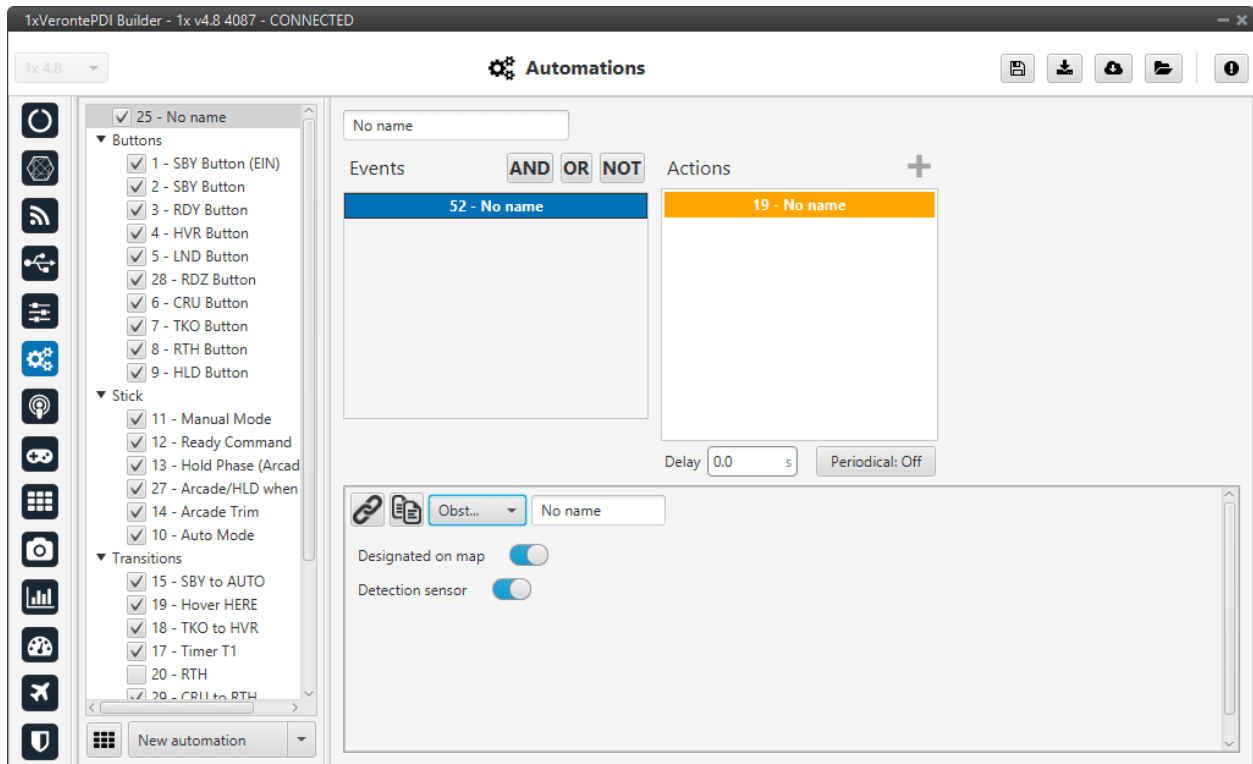 1xVerontePDI Builder - 1x v4.8 4087 - CONNECTED
1x 4.8
Automations
25 - No name
Buttons
1 - SBY Button (EIN)
2 - SBY Button
3 - RDY Button
4 - HVR Button
5 - LND Button
28 - RDZ Button
6 - CRU Button
7 - TKO Button
8 - RTH Button
9 - HLD Button
Stick
11 - Manual Mode
12 - Ready Command
13 - Hold Phase (Arcad
27 - Arcade/HLD when
14 - Arcade Trim
10 - Auto Mode
Transitions
15 - SBY to AUTO
19 - Hover HERE
18 - TKO to HVR
17 - Timer T1
20 - RTH
29 - CRU to RTH
New automation
No name
Events AND OR NOT
52 - No name
Actions
19 - No name
Delay 0.0 s Periodical: Off
Obst... No name
Designated on map
Detection sensor